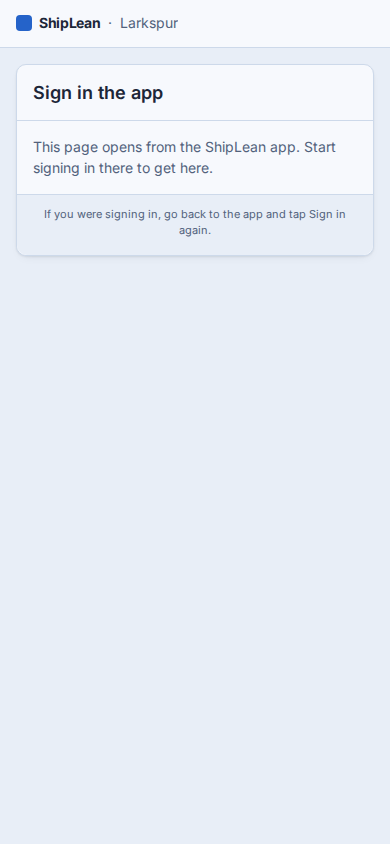 ShipLean · Larkspur
Sign in the app
This page opens from the ShipLean app. Start
signing in there to get here.
If you were signing in, go back to the app and tap Sign in
again.